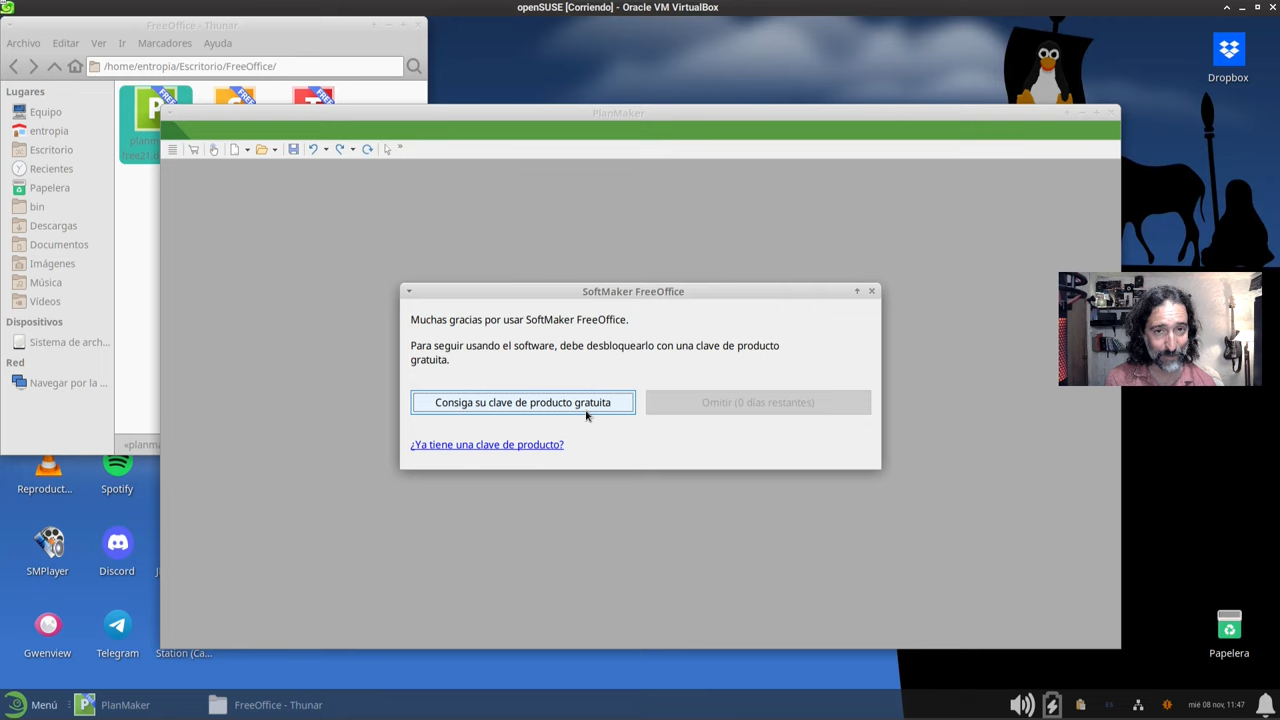 openSUSE [Corriendo] - Oracle VM VirtualBox
FreeOffice - Thunar
Archivo Editar Ver Ir Marcadores Ayuda
/home/entropia/Escritorio/FreeOffice/
Lugares
Equipo
entropia
Escritorio
Recientes
Papelera
bin
Descargas
Documentos
Imágenes
Música
Vídeos
Dispositivos
Sistema de arch...
Red
Navegar por la ...
FREE
FREE
FREE
PlanMaker
SoftMaker FreeOffice
Muchas gracias por usar SoftMaker FreeOffice.
Para seguir usando el software, debe desbloquearlo con una clave de producto
gratuita.
Consiga su clave de producto gratuita
Omitir (0 días restantes)
¿Ya tiene una clave de producto?
Dropbox
Reproduct...
Spotify
SMPlayer
Discord
Gwenview
Telegram
Station (Ca...
Papelera
Menú
PlanMaker
FreeOffice - Thunar
ES
mié 08 nov, 11:47